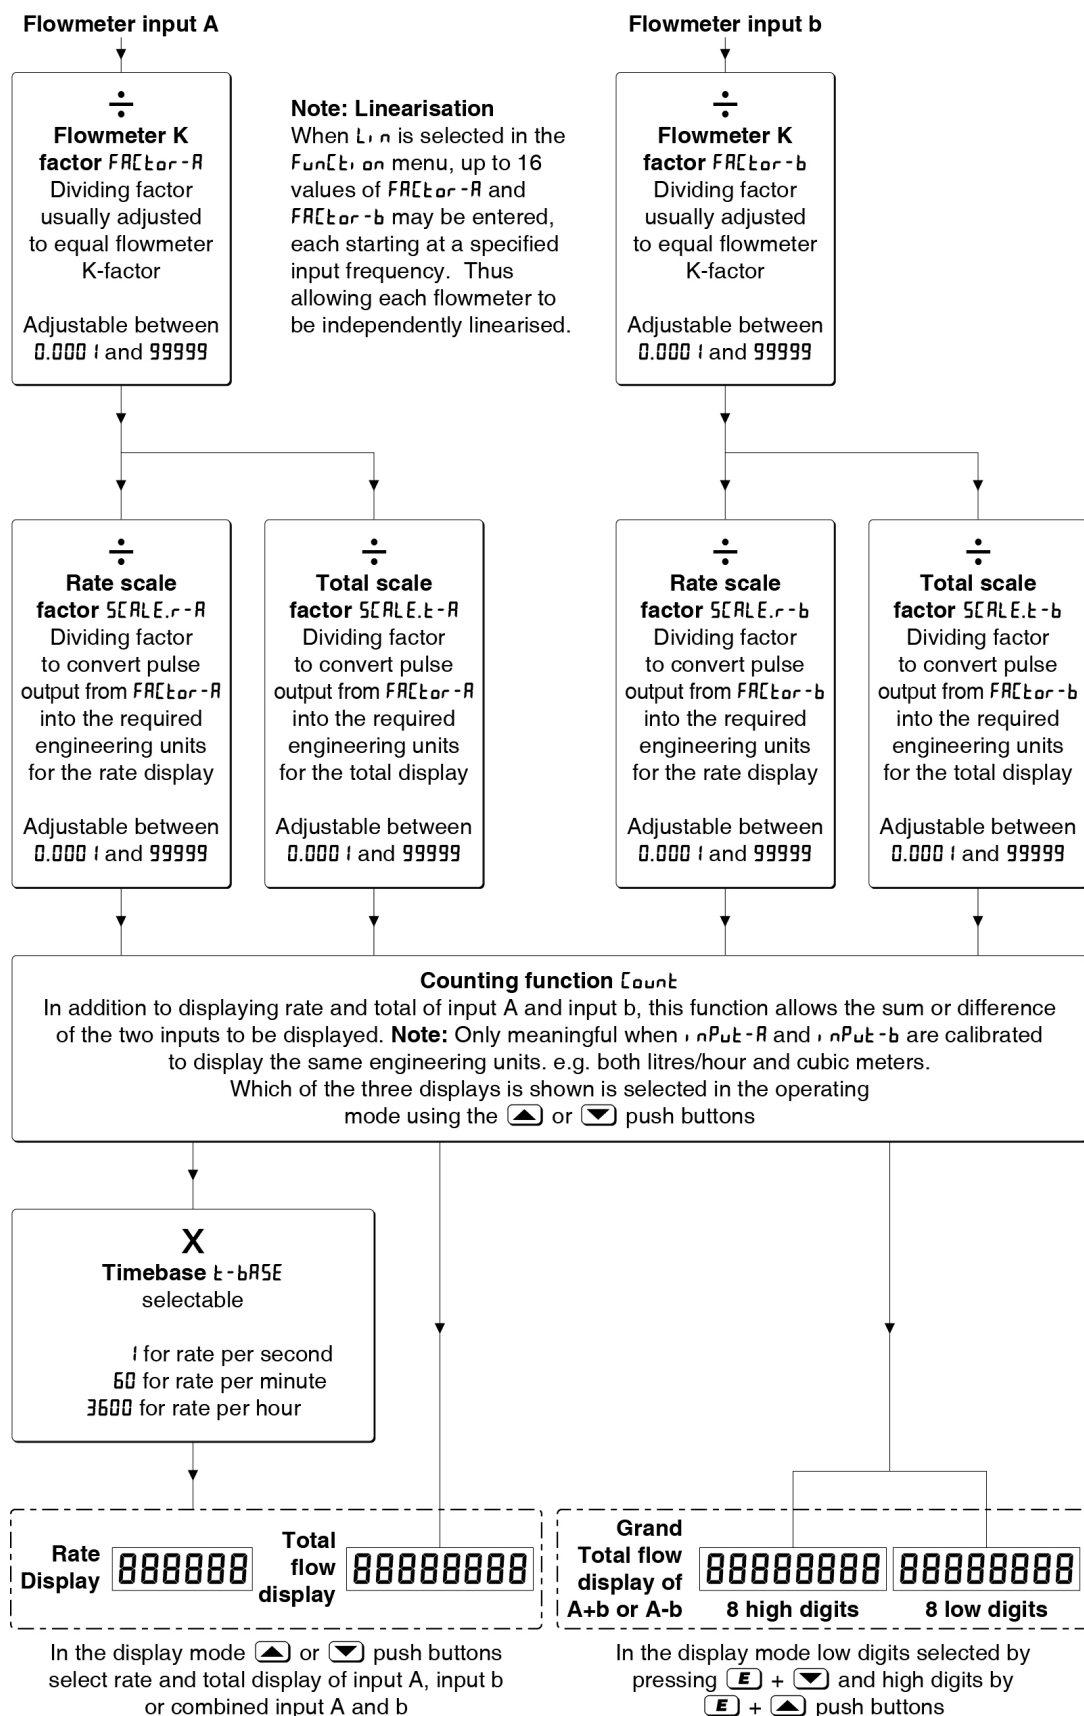 Flowmeter input A
÷
Flowmeter K
factor FACtor-A
Dividing factor
usually adjusted
to equal flowmeter
K-factor
Adjustable between
0.0001 and 99999
Note: Linearisation
When Lin is selected in the
FunCtion menu, up to 16
values of FACtor-A and
FACtor-b may be entered,
each starting at a specified
input frequency. Thus
allowing each flowmeter to
be independently linearised.
Flowmeter input b
÷
Flowmeter K
factor FACtor-b
Dividing factor
usually adjusted
to equal flowmeter
K-factor
Adjustable between
0.0001 and 99999
÷
Rate scale
factor SCALE.r-A
Dividing factor
to convert pulse
output from FACtor-A
into the required
engineering units
for the rate display
Adjustable between
0.0001 and 99999
÷
Total scale
factor SCALE.t-A
Dividing factor
to convert pulse
output from FACtor-A
into the required
engineering units
for the total display
Adjustable between
0.0001 and 99999
÷
Rate scale
factor SCALE.r-b
Dividing factor
to convert pulse
output from FACtor-b
into the required
engineering units
for the rate display
Adjustable between
0.0001 and 99999
÷
Total scale
factor SCALE.t-b
Dividing factor
to convert pulse
output from FACtor-b
into the required
engineering units
for the total display
Adjustable between
0.0001 and 99999
Counting function Count
In addition to displaying rate and total of input A and input b, this function allows the sum or difference
of the two inputs to be displayed. Note: Only meaningful when inPut-A and inPut-b are calibrated
to display the same engineering units. e.g. both litres/hour and cubic meters.
Which of the three displays is shown is selected in the operating
mode using the ▲ or ▼ push buttons
X
Timebase t-bASE
selectable
1 for rate per second
60 for rate per minute
3600 for rate per hour
Rate
Display
888888
Total
flow
display
88888888
In the display mode ▲ or ▼ push buttons
select rate and total display of input A, input b
or combined input A and b
Grand
Total flow
display of
A+b or A-b
88888888
8 high digits
88888888
8 low digits
In the display mode low digits selected by
pressing E + ▼ and high digits by
E + ▲ push buttons